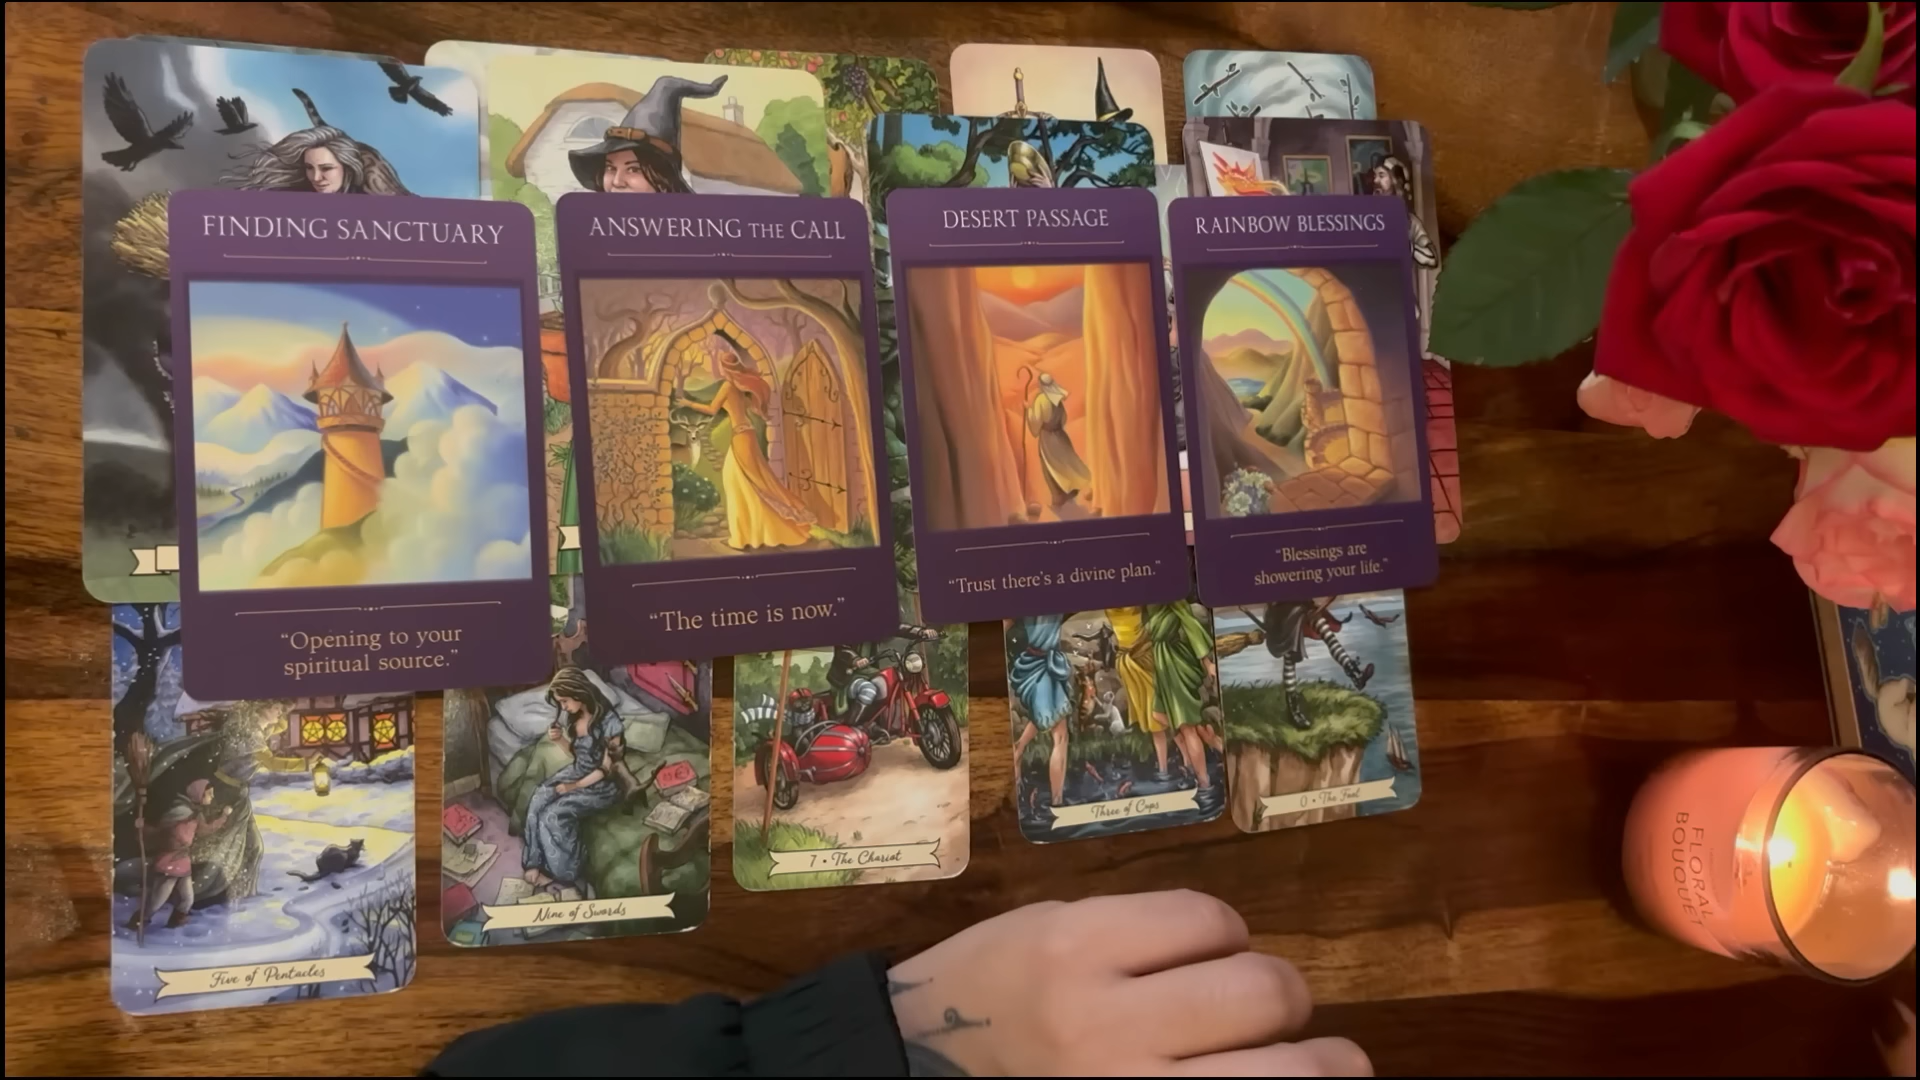 FINDING SANCTUARY
"Opening to your
spiritual source."
ANSWERING THE CALL
"The time is now."
DESERT PASSAGE
"Trust there's a divine plan."
RAINBOW BLESSINGS
"Blessings are
showering your life."
Five of Pentacles
Nine of Swords
7 • The Chariot
Three of Cups
0 • The Fool
FLORAL
BOUQUET